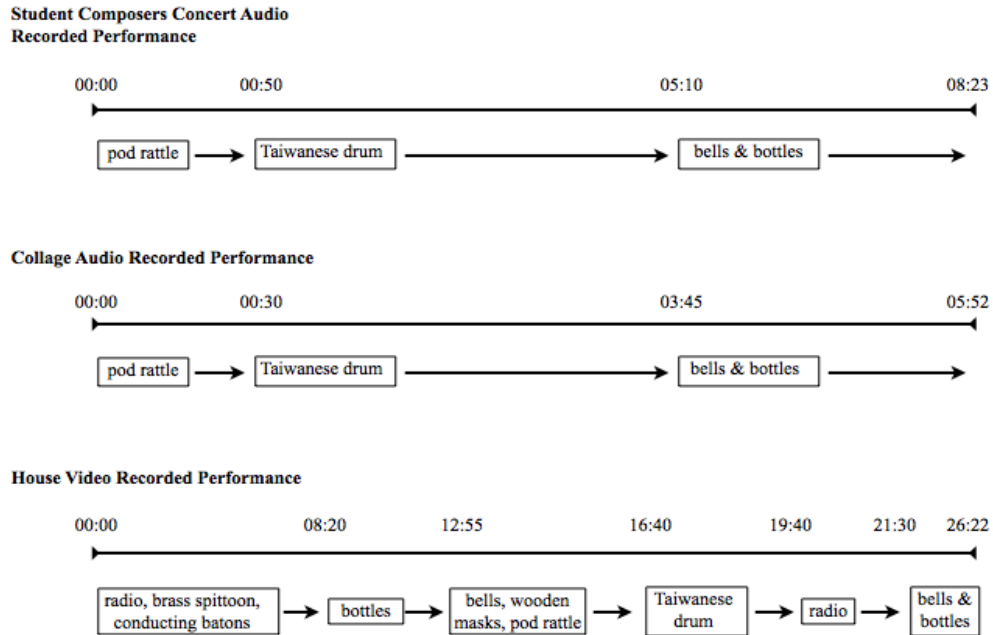 Student Composers Concert Audio
Recorded Performance
00:00 00:50 05:10 08:23
pod rattle Taiwanese drum bells & bottles
Collage Audio Recorded Performance
00:00 00:30 03:45 05:52
pod rattle Taiwanese drum bells & bottles
House Video Recorded Performance
00:00 08:20 12:55 16:40 19:40 21:30 26:22
radio, brass spittoon,
conducting batons
bottles
bells, wooden
masks, pod rattle
Taiwanese
drum
radio
bells &
bottles